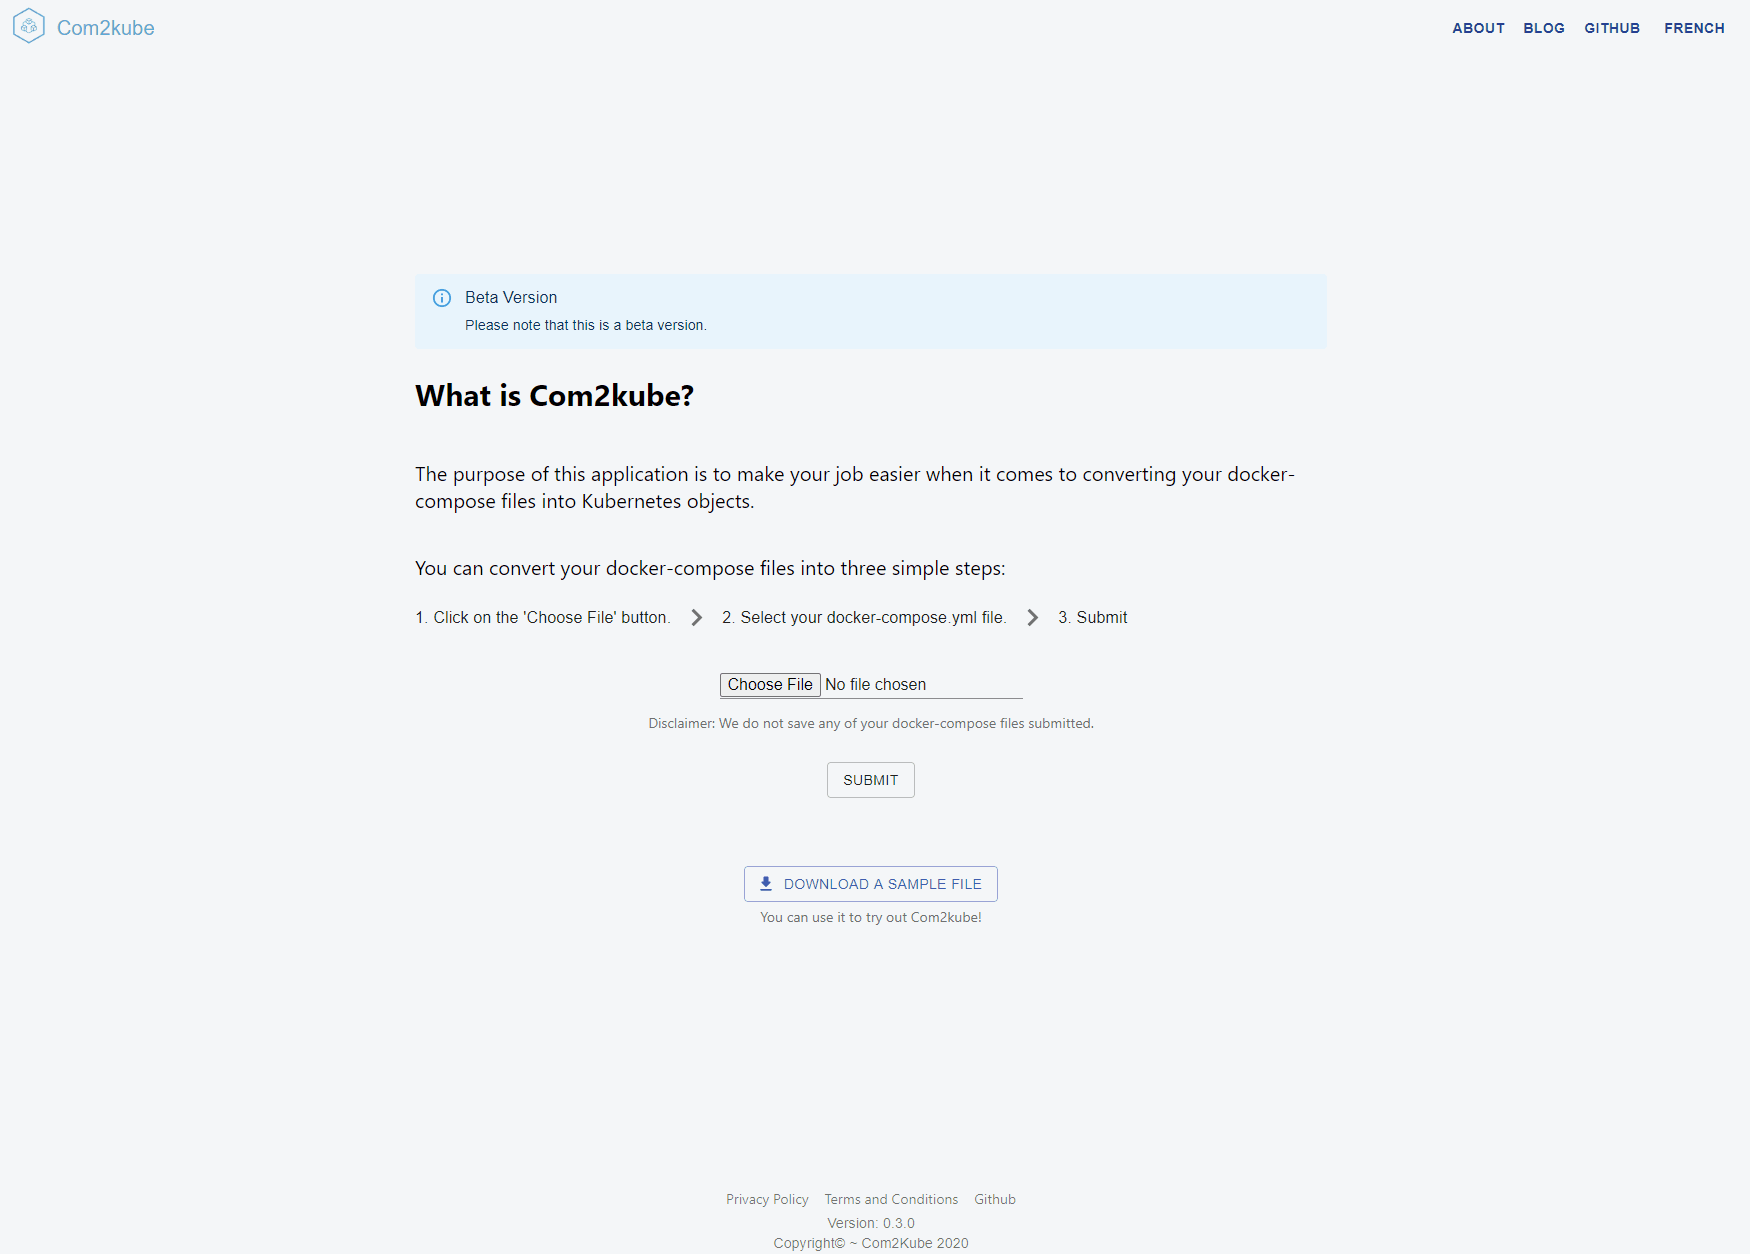 Com2kube
ABOUT BLOG GITHUB FRENCH
Beta Version
Please note that this is a beta version.
What is Com2kube?
The purpose of this application is to make your job easier when it comes to converting your docker-
compose files into Kubernetes objects.
You can convert your docker-compose files into three simple steps:
1. Click on the 'Choose File' button. 2. Select your docker-compose.yml file. 3. Submit
Choose File No file chosen
Disclaimer: We do not save any of your docker-compose files submitted.
SUBMIT
DOWNLOAD A SAMPLE FILE
You can use it to try out Com2kube!
Privacy Policy Terms and Conditions Github
Version: 0.3.0
Copyright© ~ Com2Kube 2020